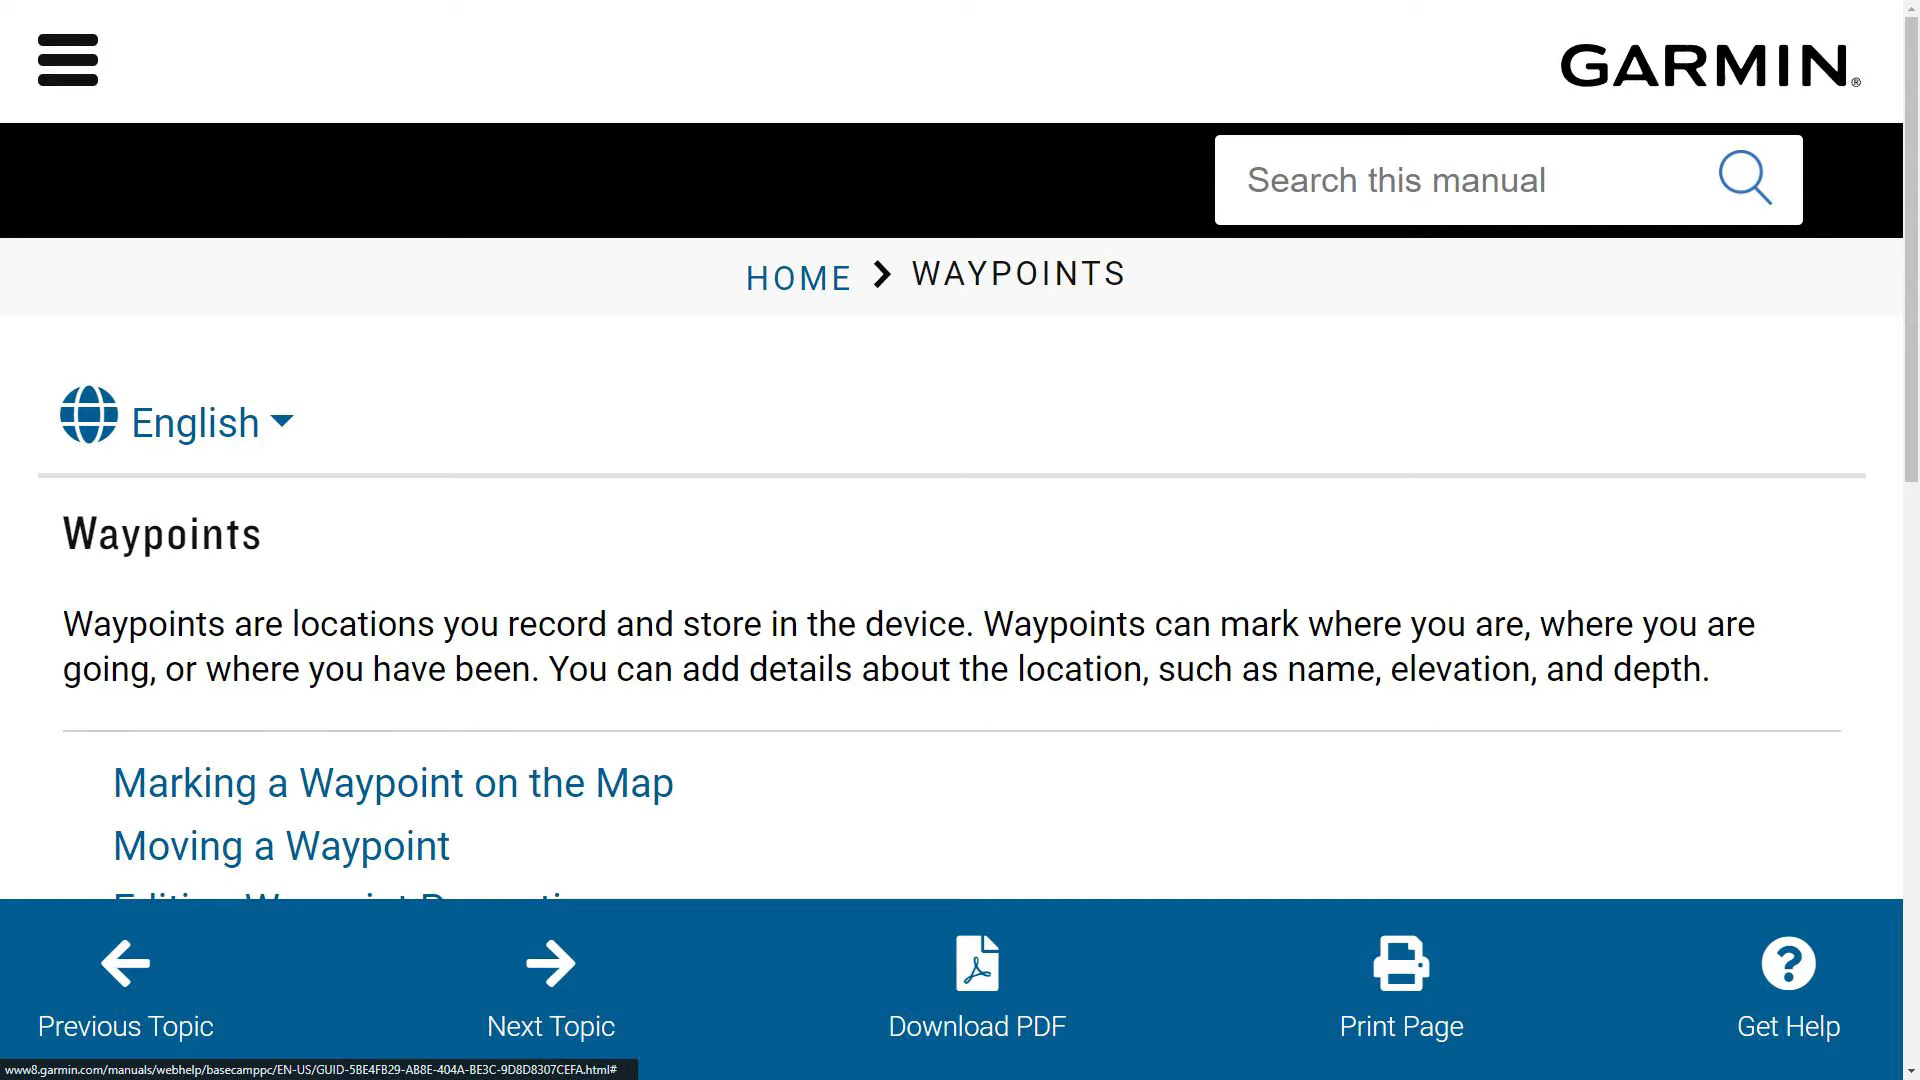 GARMIN®
Search this manual
HOME > WAYPOINTS
English
Waypoints
Waypoints are locations you record and store in the device. Waypoints can mark where you are, where you are
going, or where you have been. You can add details about the location, such as name, elevation, and depth.
Marking a Waypoint on the Map
Moving a Waypoint
Previous Topic
Next Topic
Download PDF
Print Page
Get Help
www8.garmin.com/manuals/webhelp/basecamppc/EN-US/GUID-5BE4FB29-AB8E-404A-BE3C-9D8D8307CEFA.html#